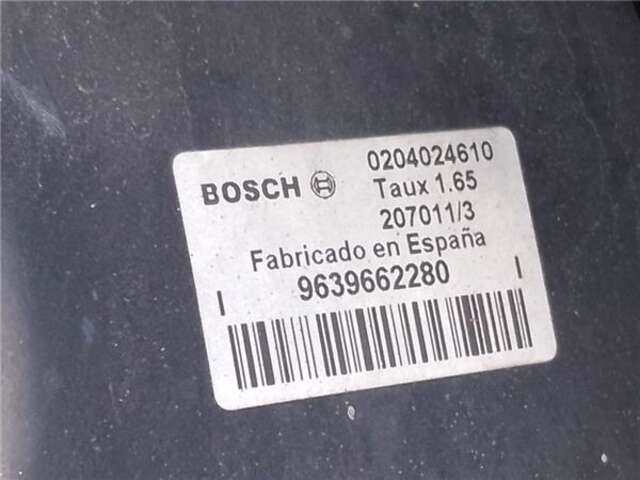 0204024610
BOSCH Taux 1.65
207011/3
Fabricado en España
9639662280